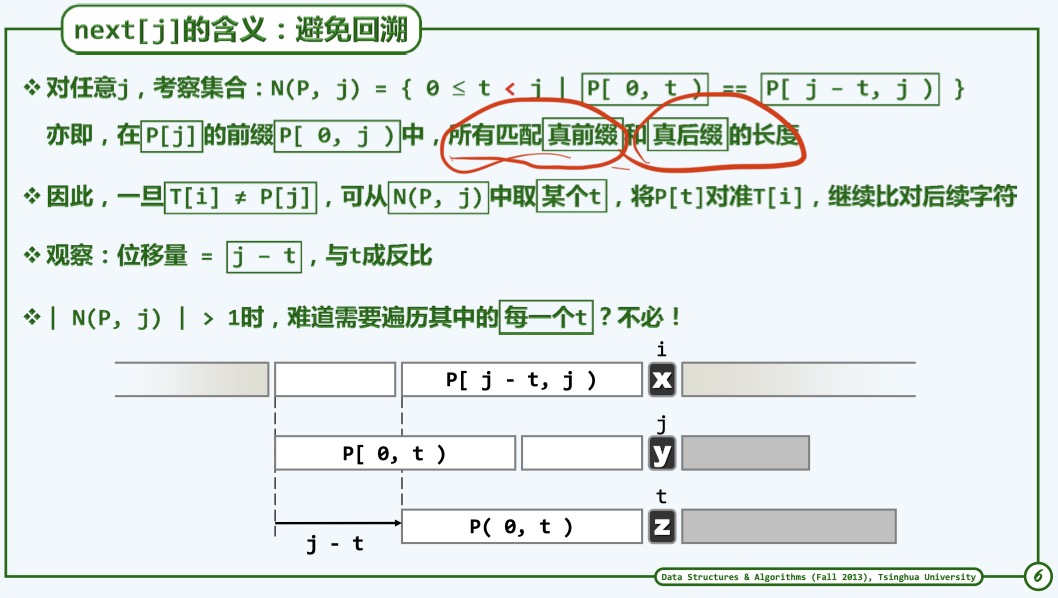 next[j]的含义：避免回溯
❖对任意j，考察集合：N(P, j) = { 0 ≤ t < j | P[ 0, t ) == P[ j – t, j ) }
亦即，在P[j]的前缀P[ 0, j )中，所有匹配真前缀和真后缀的长度
❖因此，一旦T[i] ≠ P[j]，可从N(P, j)中取某个t，将P[t]对准T[i]，继续比对后续字符
❖观察：位移量 = j – t，与t成反比
❖| N(P, j) | > 1时，难道需要遍历其中的每一个t？不必！
i
P[ j - t, j ) x
j
P[ 0, t ) y
t
P( 0, t ) z
j - t
Data Structures & Algorithms (Fall 2013), Tsinghua University
6